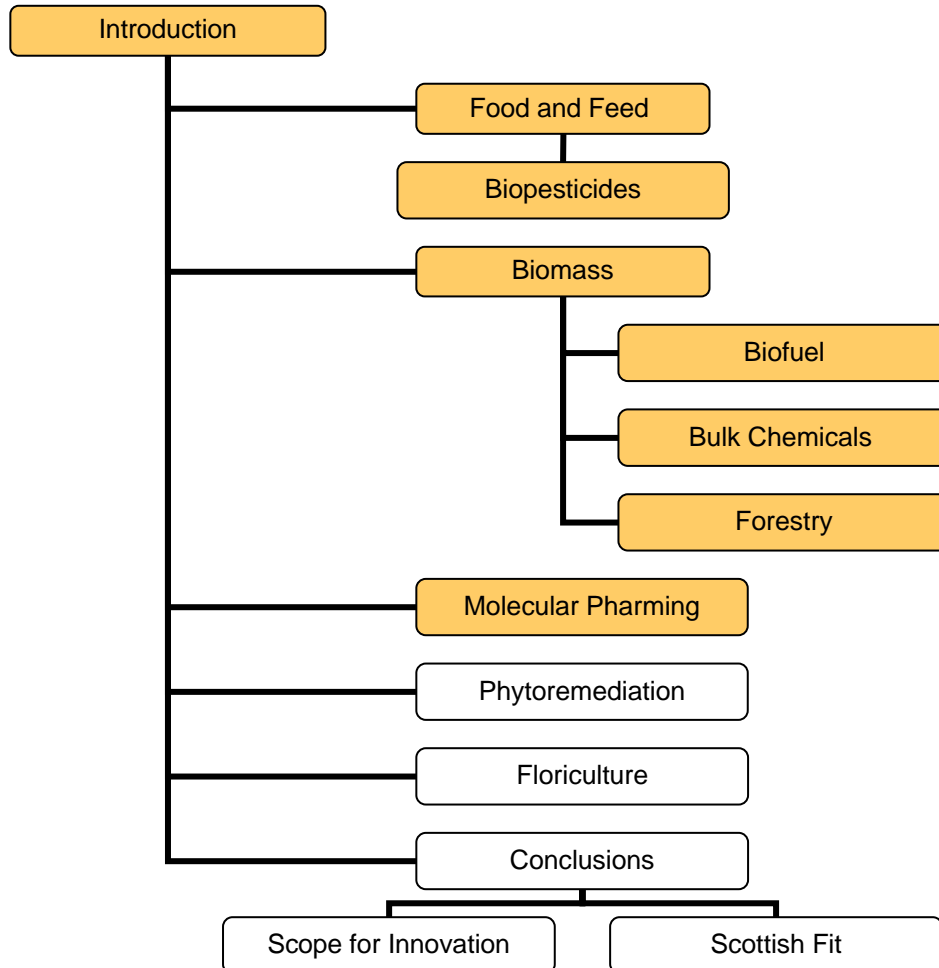 Introduction
Food and Feed
Biopesticides
Biomass
Biofuel
Bulk Chemicals
Forestry
Molecular Pharming
Phytoremediation
Floriculture
Conclusions
Scope for Innovation
Scottish Fit